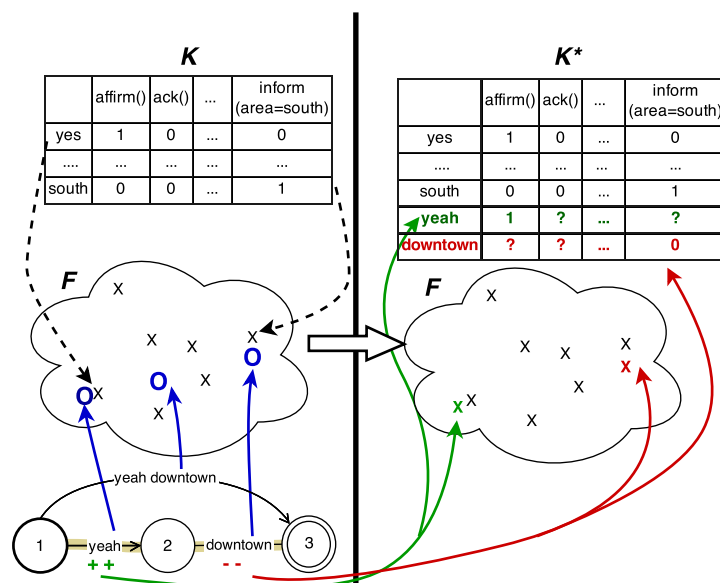 K
affirm() ack() ... inform
(area=south)
yes 1 0 ... 0
.... ... ... ...
south 0 0 ... 1
F
X
X X X
X
O
O
O X
X
yeah downtown
1 yeah 2 downtown 3
+ + - -
K*
affirm() ack() ... inform
(area=south)
yes 1 0 ... 0
.... ... ... ... ...
south 0 0 ... 1
yeah 1 ? ... ?
downtown ? ? ... 0
F
X
X X X
X
X
X X
X